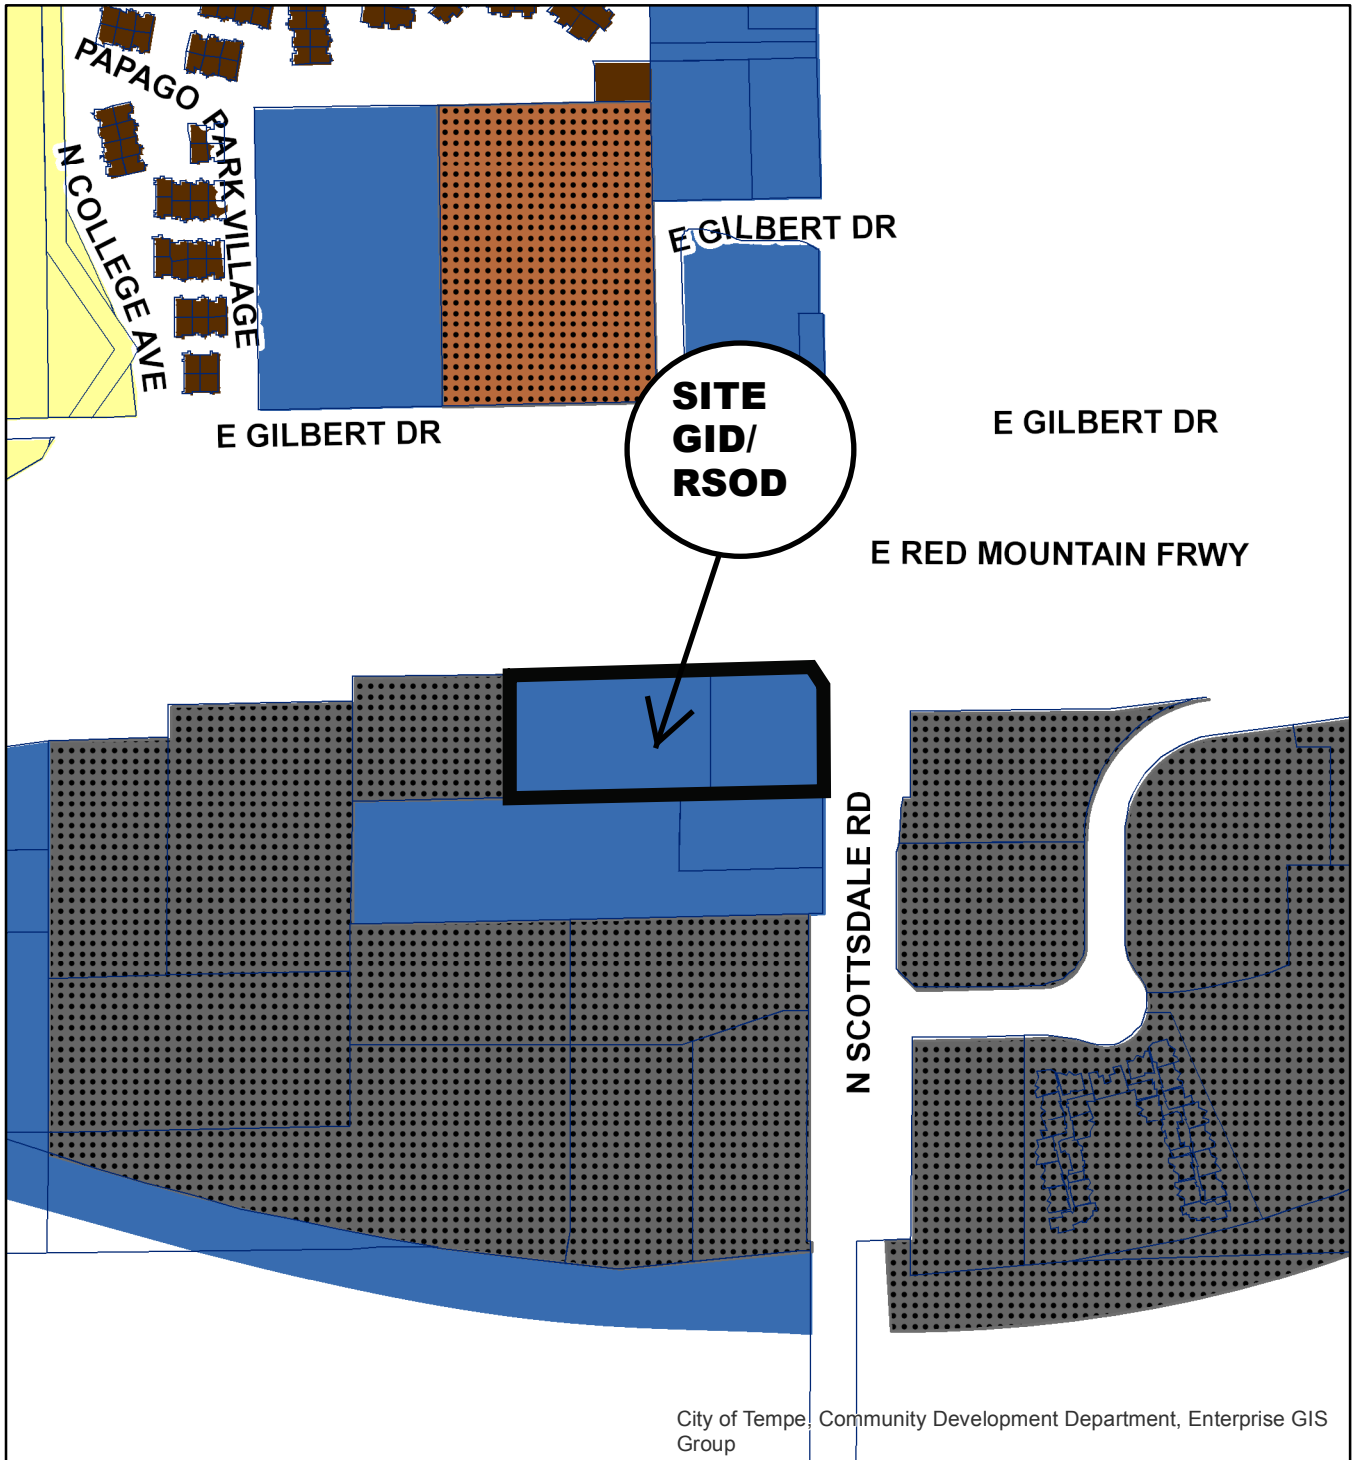 PAPAGO PARK VILLAGE
N COLLEGE AVE
E GILBERT DR
E GILBERT DR
SITE
GID/
RSOD
E GILBERT DR
E RED MOUNTAIN FRWY
N SCOTTSDALE RD
City of Tempe, Community Development Department, Enterprise GIS
Group